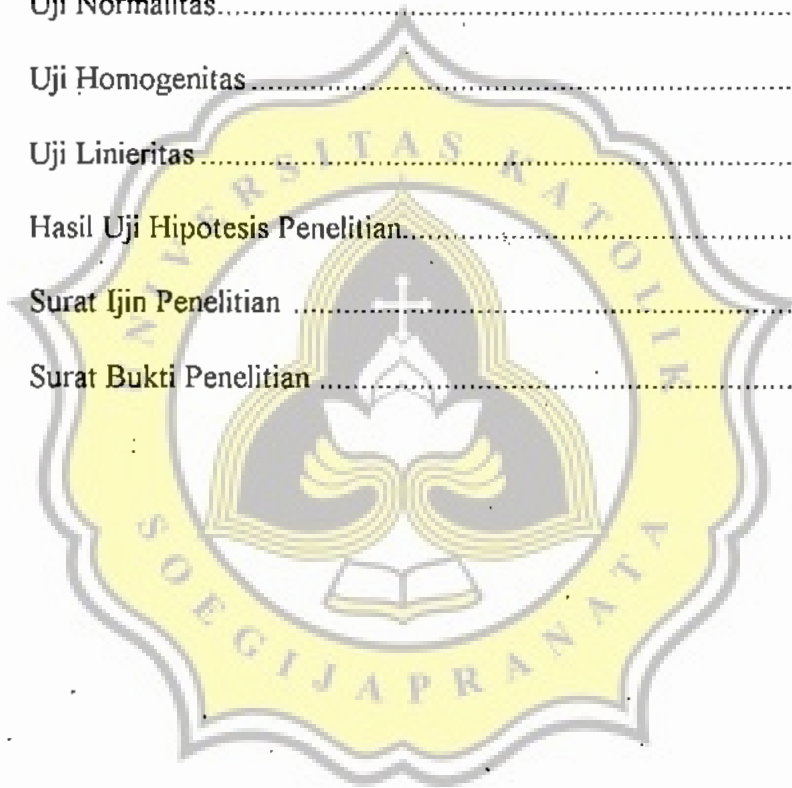 Uji Normalitas..........................................................................
Uji Homogenitas......................................................................
Uji Linieritas ..........................................................................
Hasil Uji Hipotesis Penelitian...................................................
Surat Ijin Penelitian ................................................................
Surat Bukti Penelitian .............................................................
UNIVERSITAS KATOLIK
SOEGIJAPRANATA